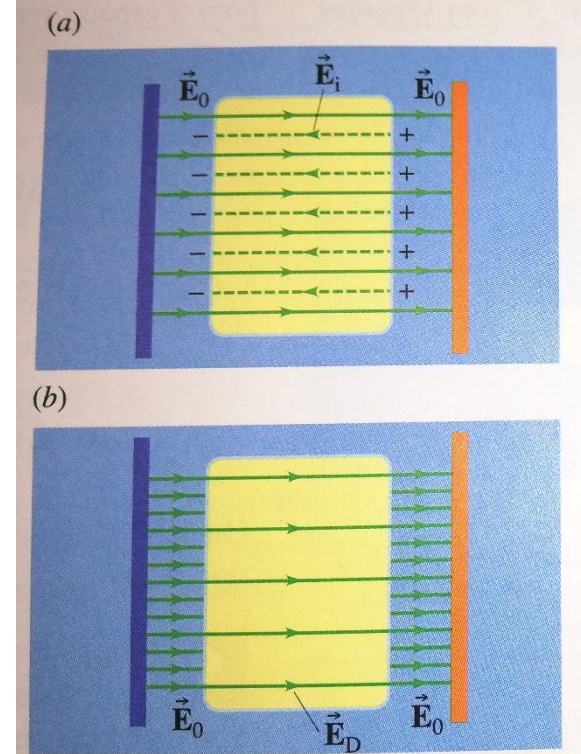 (a)
E⃗₀ E⃗ᵢ E⃗₀
− +
− +
− +
− +
− +
(b)
E⃗₀ E⃗_D E⃗₀